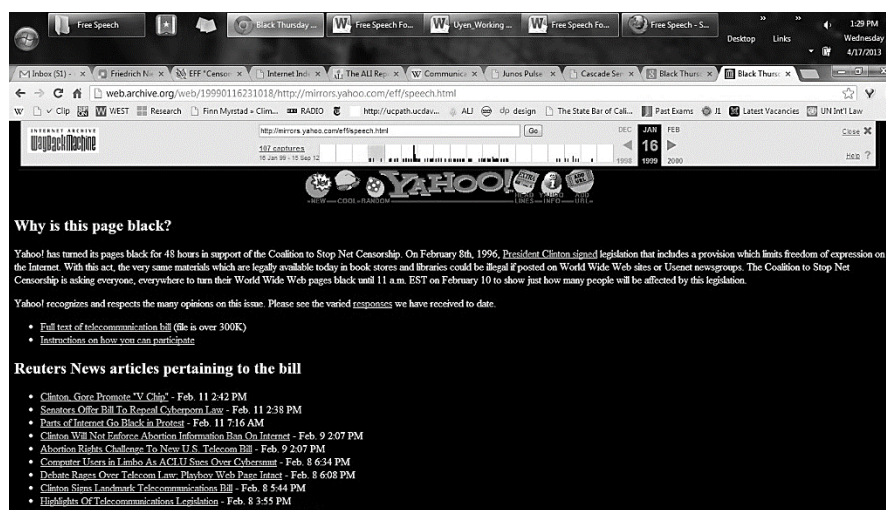 Free Speech
Black Thursday ...
Free Speech Fo...
Uyen_Working ...
Free Speech Fo...
Free Speech - S...
Desktop
Links
1:29 PM
Wednesday
4/17/2013
Inbox (51) -
Friedrich Ni
EFF "Censor
Internet Inde
The ALI Rep
Communica
Junos Pulse
Cascade Ser
Black Thurs
Black Thurs
web.archive.org/web/19990116231018/http://mirrors.yahoo.com/eff/speech.html
Clip
WEST
Research
Finn Myrstad » Clim...
RADIO
http://ucpath.ucdav...
ALJ
dp design
The State Bar of Cali...
Past Exams
JI
Latest Vacancies
UN Int'l Law
INTERNET ARCHIVE
WayBackMachine
http://mirrors.yahoo.com/eff/speech.html
Go
107 captures
16 Jan 99 - 15 Sep 12
DEC JAN FEB
16
1998 1999 2000
Close
Help ?
YAHOO!
NEW COOL RANDOM
HEAD LINES YAHOO INFO ADD URL
Why is this page black?
Yahoo! has turned its pages black for 48 hours in support of the Coalition to Stop Net Censorship. On February 8th, 1996, President Clinton signed legislation that includes a provision which limits freedom of expression on
the Internet. With this act, the very same materials which are legally available today in book stores and libraries could be illegal if posted on World Wide Web sites or Usenet newsgroups. The Coalition to Stop Net
Censorship is asking everyone, everywhere to turn their World Wide Web pages black until 11 a.m. EST on February 10 to show just how many people will be affected by this legislation.
Yahoo! recognizes and respects the many opinions on this issue. Please see the varied responses we have received to date.
• Full text of telecommunication bill (file is over 300K)
• Instructions on how you can participate
Reuters News articles pertaining to the bill
• Clinton, Gore Promote "V Chip" - Feb. 11 2:42 PM
• Senators Offer Bill To Repeal Cyberporn Law - Feb. 11 2:38 PM
• Parts of Internet Go Black in Protest - Feb. 11 7:16 AM
• Clinton Will Not Enforce Abortion Information Ban On Internet - Feb. 9 2:07 PM
• Abortion Rights Challenge To New U.S. Telecom Bill - Feb. 9 2:07 PM
• Computer Users in Limbo As ACLU Sues Over Cybersmut - Feb. 8 6:34 PM
• Debate Rages Over Telecom Law; Playboy Web Page Intact - Feb. 8 6:08 PM
• Clinton Signs Landmark Telecommunications Bill - Feb. 8 5:44 PM
• Highlights Of Telecommunications Legislation - Feb. 8 3:55 PM